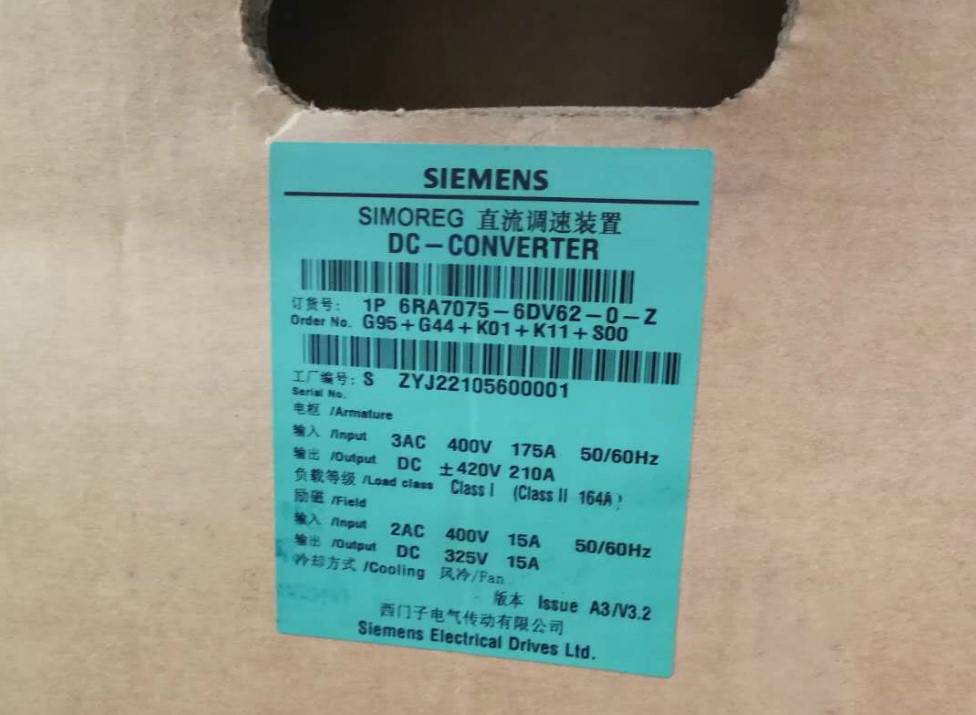 SIEMENS
SIMOREG 直流调速装置
DC-CONVERTER
订货号: 1P 6RA7075-6DV62-0-Z
Order No. G95+G44+K01+K11+S00
工厂编号: S ZYJ22105600001
Serial No.
电枢 /Armature
输入 /Input 3AC 400V 175A 50/60Hz
输出 /Output DC ±420V 210A
负载等级 /Load class Class I (Class II 164A)
励磁 /Field
输入 /Input 2AC 400V 15A 50/60Hz
输出 /Output DC 325V 15A
冷却方式 /Cooling 风冷/Fan
版本 Issue A3/V3.2
西门子电气传动有限公司
Siemens Electrical Drives Ltd.